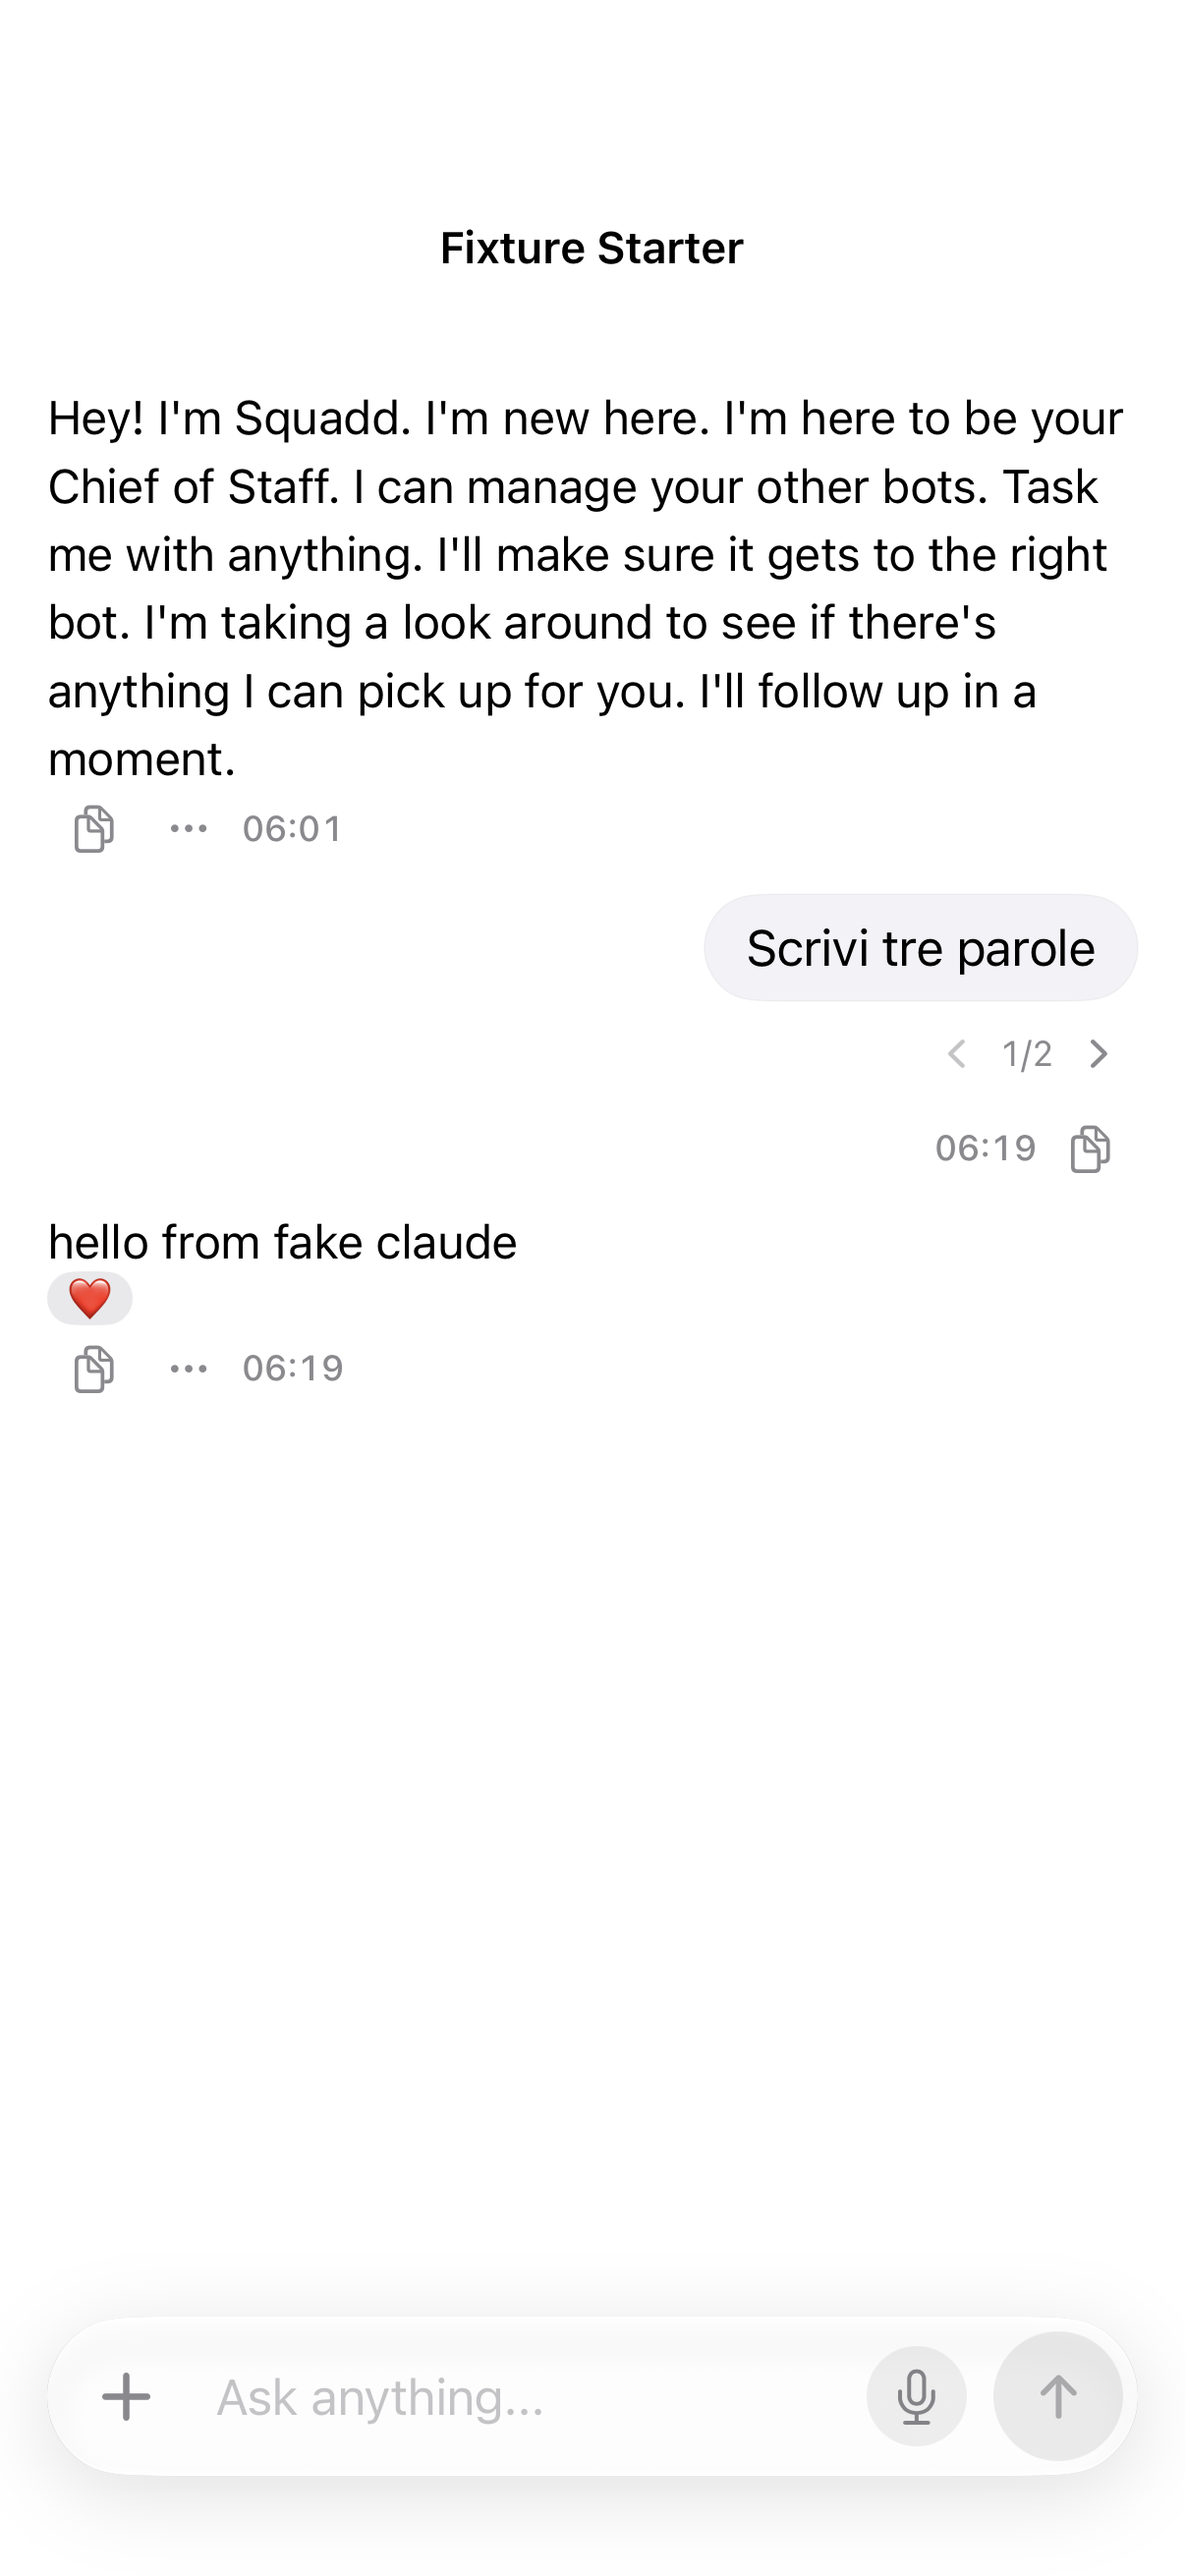 Fixture Starter
Hey! I'm Squadd. I'm new here. I'm here to be your
Chief of Staff. I can manage your other bots. Task
me with anything. I'll make sure it gets to the right
bot. I'm taking a look around to see if there's
anything I can pick up for you. I'll follow up in a
moment.
06:01
Scrivi tre parole
1/2
06:19
hello from fake claude
06:19
Ask anything...